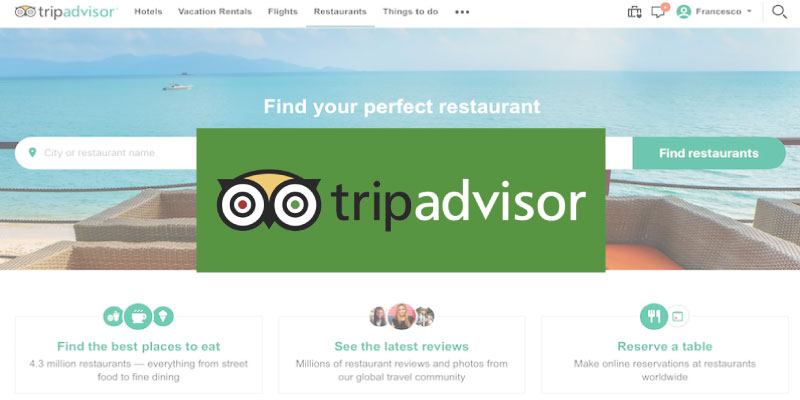 tripadvisor
Hotels
Vacation Rentals
Flights
Restaurants
Things to do
Francesco
Find your perfect restaurant
City or restaurant name
Find restaurants
tripadvisor
Find the best places to eat
4.3 million restaurants — everything from street
food to fine dining
See the latest reviews
Millions of restaurant reviews and photos from
our global travel community
Reserve a table
Make online reservations at restaurants
worldwide